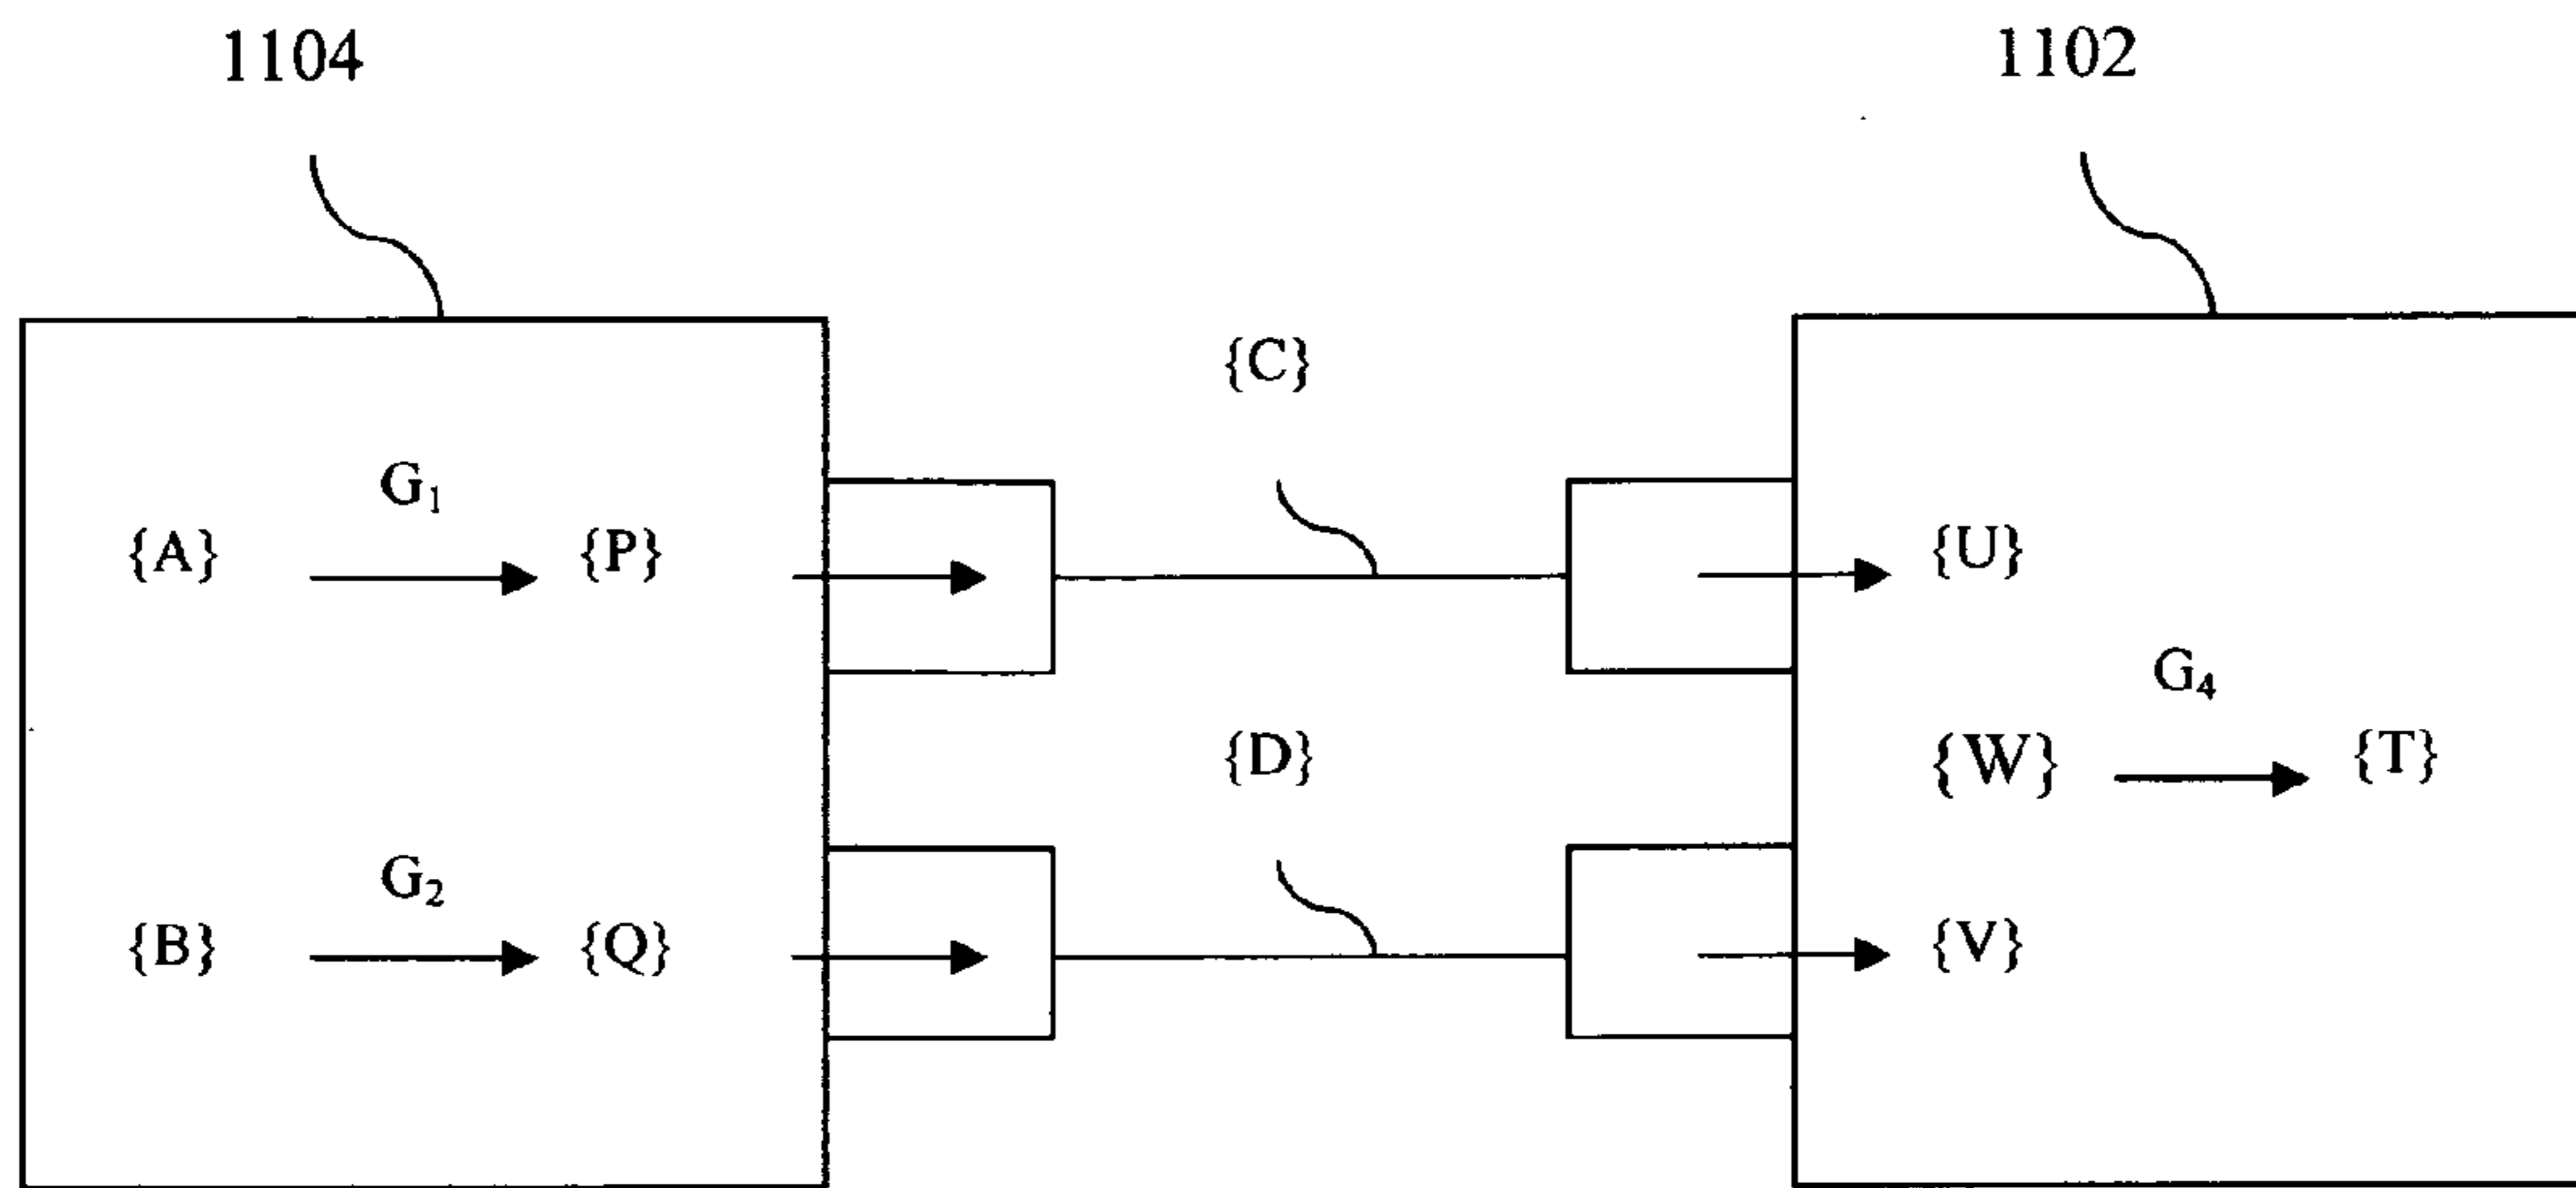 1104 1102
{C}
G₁
{A} {P} {U}
G₄
{D} {W} {T}
G₂
{B} {Q} {V}